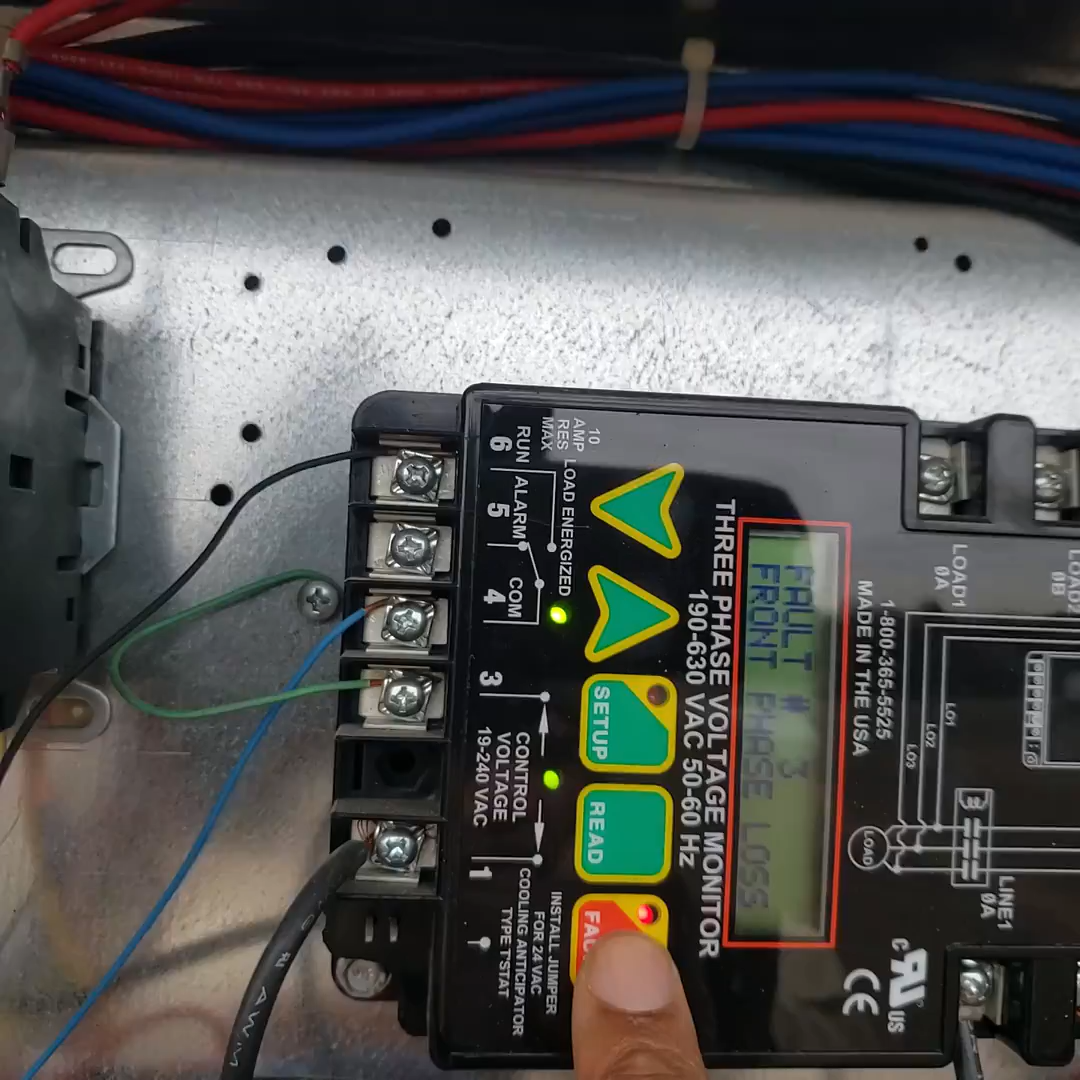 FAULT # 3
FRONT PHASE LOSS
THREE PHASE VOLTAGE MONITOR
190-630 VAC 50-60 Hz
1-800-365-5525
MADE IN THE USA
10
AMP
RES
MAX
LOAD ENERGIZED
RUN
6
ALARM
5
COM
4
3
CONTROL
VOLTAGE
19-240 VAC
1
INSTALL JUMPER
FOR 24 VAC
COOLING ANTICIPATOR
TYPE T'STAT
SETUP
READ
LOAD1
ØA
LOAD2
ØB
LO1
LO2
LO3
LOAD
LINE1
ØA
C
US
CE
AWM